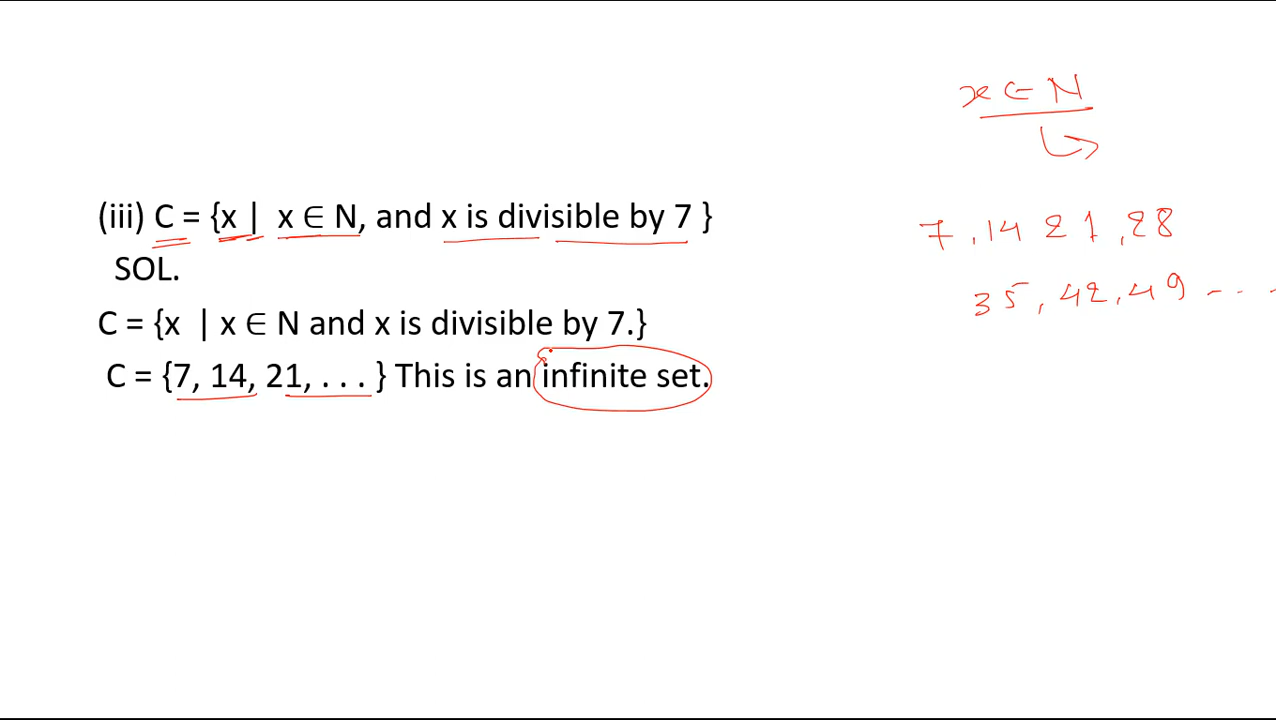 x ∈ N
(iii) C = {x | x ∈ N, and x is divisible by 7 }
7 , 14 21 , 28
SOL.
35 , 42 , 49 - - - -
C = {x | x ∈ N and x is divisible by 7.}
C = {7, 14, 21, . . . } This is an infinite set.